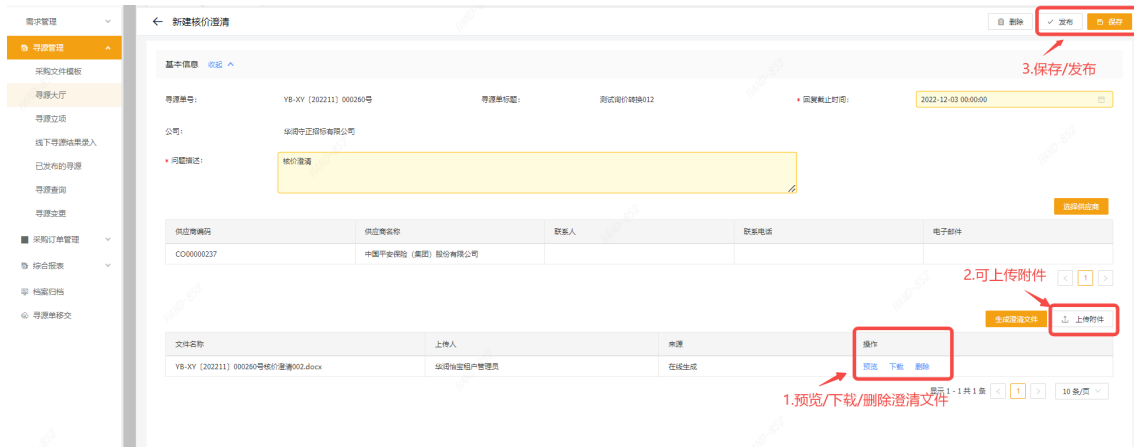 需求管理
← 新建核价澄清
删除
发布
保存
寻源管理
3.保存/发布
基本信息 收起
采购文件模板
寻源大厅
寻源单号: YB-XY [202211] 000260号 寻源单标题: 测试询价转换012 * 回复截止时间: 2022-12-03 00:00:00
寻源立项
公司: 华润守正招标有限公司
线下寻源结果录入
* 问题描述: 核价澄清
已发布的寻源
寻源查询
寻源变更
选择供应商
采购订单管理
供应商编码 供应商名称 联系人 联系电话 电子邮件
CO00000237 中国平安保险（集团）股份有限公司
综合报表
2.可上传附件
< 1 >
档案归档
寻源单移交
生成澄清文件 上传附件
文件名称 上传人 来源 操作
YB-XY [202211] 000260号核价澄清002.docx 华润怡宝租户管理员 在线生成 预览 下载 删除
显示 1 - 1 共 1 条 < 1 > 10 条/页
1.预览/下载/删除澄清文件